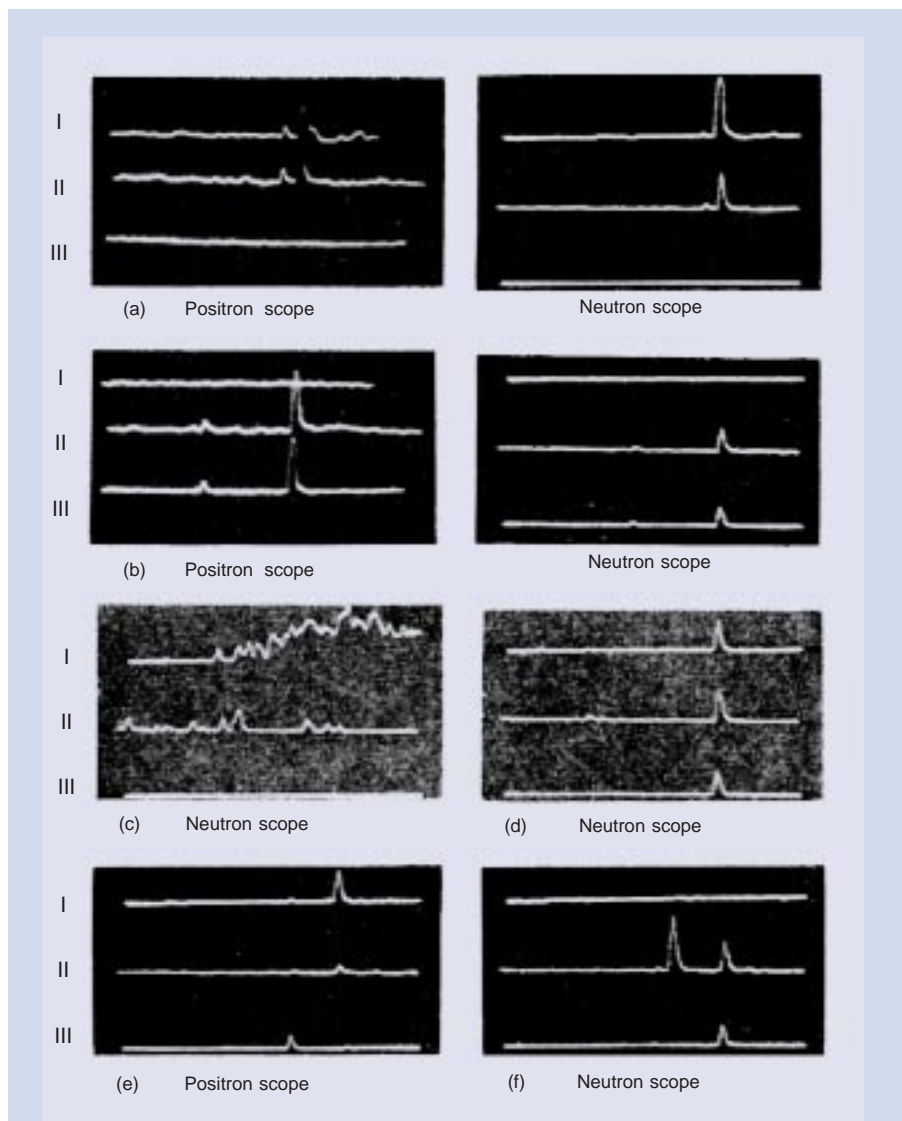 I
II
III
(a) Positron scope Neutron scope
I
II
III
(b) Positron scope Neutron scope
I
II
III
(c) Neutron scope (d) Neutron scope
I
II
III
(e) Positron scope (f) Neutron scope